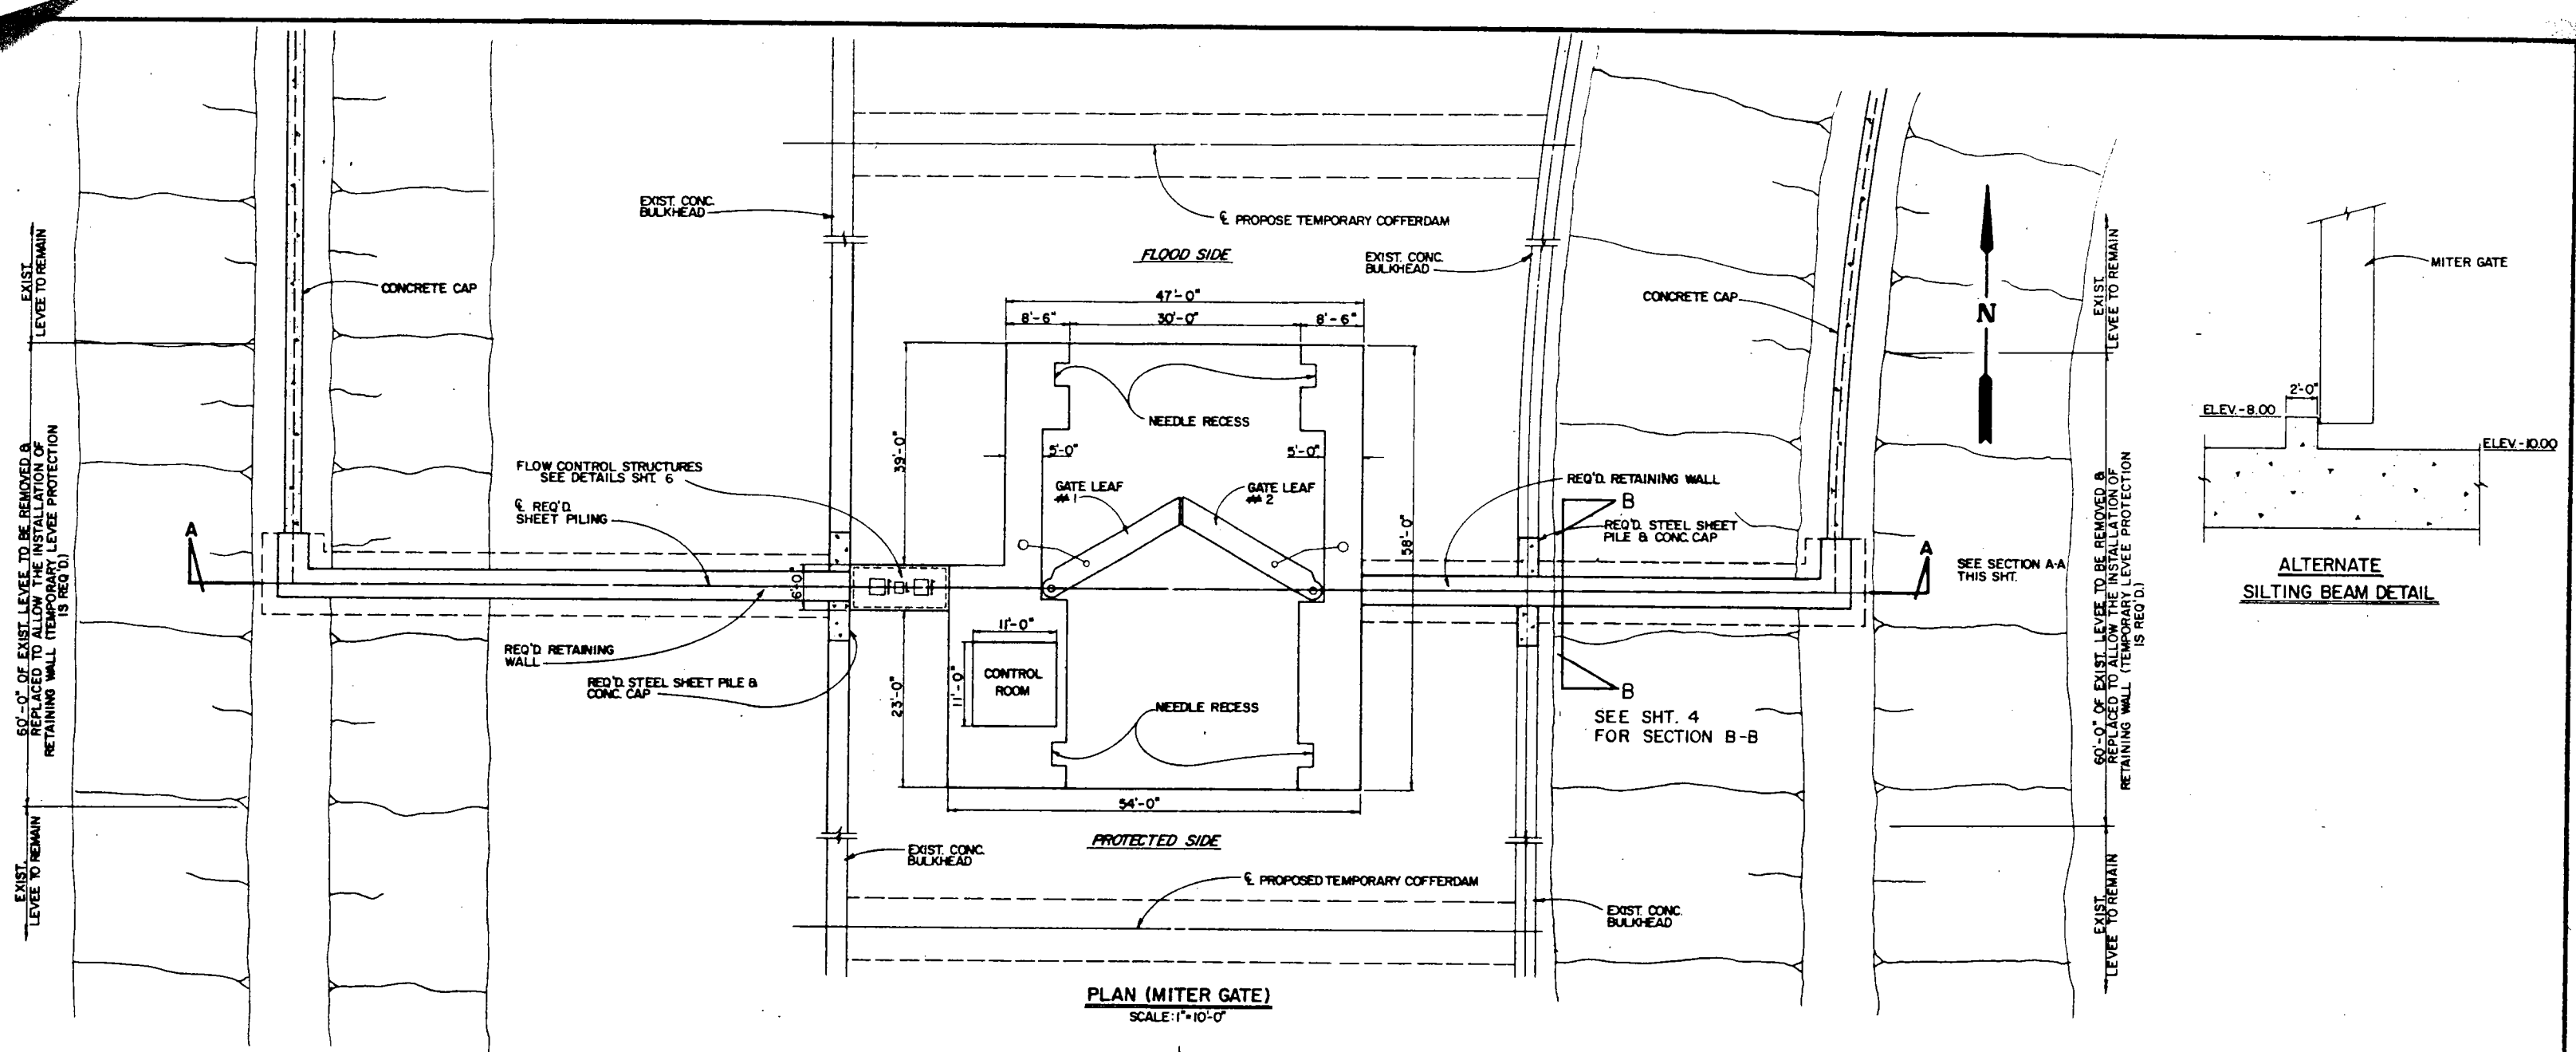 EXIST. CONC.
BULKHEAD
℄ PROPOSE TEMPORARY COFFERDAM
FLOOD SIDE
EXIST. CONC.
BULKHEAD
CONCRETE CAP
CONCRETE CAP
N
MITER GATE
EXIST.
LEVEE TO REMAIN
60'-0" OF EXIST. LEVEE TO BE REMOVED &
REPLACED TO ALLOW THE INSTALLATION OF
RETAINING WALL (TEMPORARY LEVEE PROTECTION
IS REQ'D.)
EXIST.
LEVEE TO REMAIN
47'-0"
8'-6"
30'-0"
8'-6"
NEEDLE RECESS
39'-0"
5'-0"
5'-0"
58'-0"
GATE LEAF
#1
GATE LEAF
#2
FLOW CONTROL STRUCTURES
SEE DETAILS SHT. 6
℄ REQ'D.
SHEET PILING
A
6'-0"
REQ'D. RETAINING WALL
B
REQ'D. STEEL SHEET
PILE & CONC. CAP
A
SEE SECTION A-A
THIS SHT.
REQ'D. RETAINING
WALL
REQ'D. STEEL SHEET PILE &
CONC. CAP
11'-0"
11'-0"
CONTROL
ROOM
23'-0"
NEEDLE RECESS
B
SEE SHT. 4
FOR SECTION B-B
54'-0"
PROTECTED SIDE
EXIST. CONC.
BULKHEAD
℄ PROPOSED TEMPORARY COFFERDAM
EXIST. CONC.
BULKHEAD
EXIST.
LEVEE TO REMAIN
60'-0" OF EXIST. LEVEE TO BE REMOVED &
REPLACED TO ALLOW THE INSTALLATION OF
RETAINING WALL (TEMPORARY LEVEE PROTECTION
IS REQ'D.)
EXIST.
LEVEE TO REMAIN
2'-0"
ELEV.-8.00
ELEV.-10.00
ALTERNATE
SILTING BEAM DETAIL
PLAN (MITER GATE)
SCALE: 1"=10'-0"